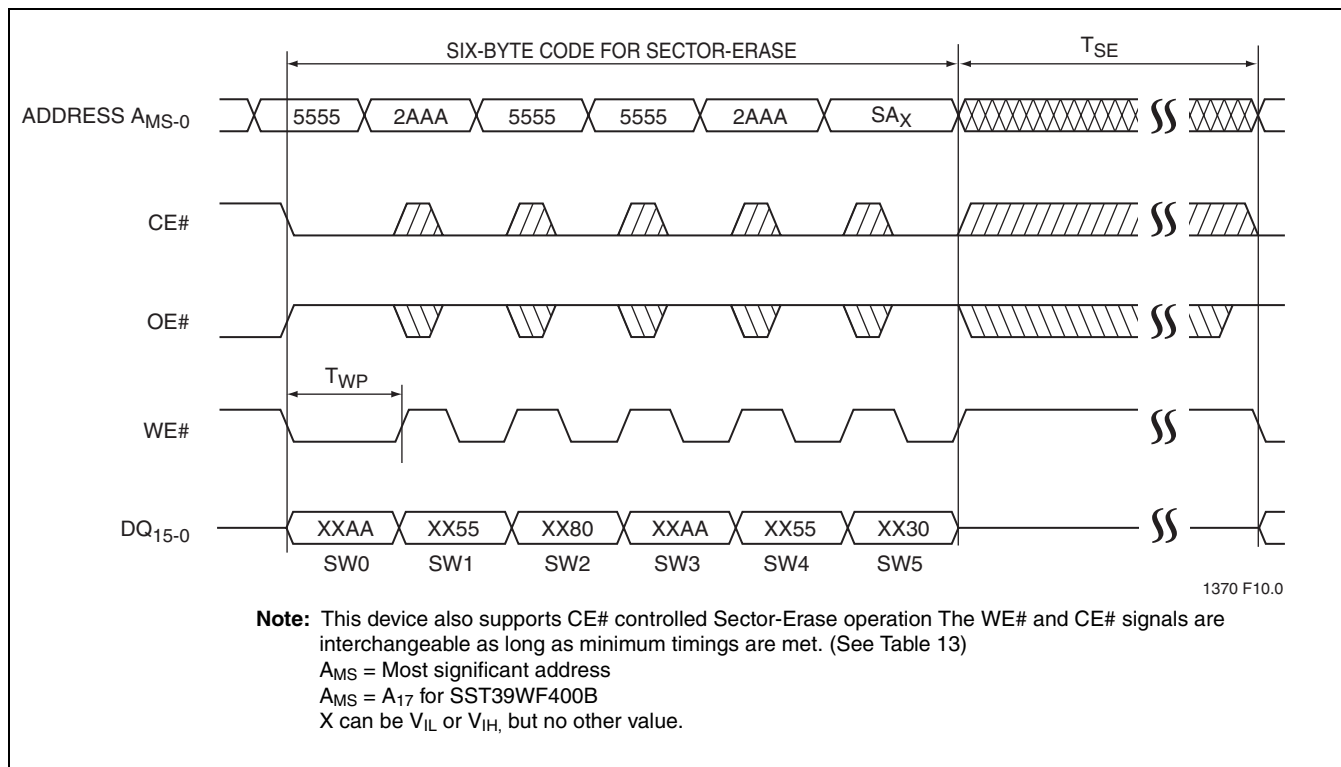 SIX-BYTE CODE FOR SECTOR-ERASE
TSE
ADDRESS AMS-0
5555 2AAA 5555 5555 2AAA SAX
CE#
OE#
TWP
WE#
DQ15-0
XXAA XX55 XX80 XXAA XX55 XX30
SW0 SW1 SW2 SW3 SW4 SW5
1370 F10.0
Note: This device also supports CE# controlled Sector-Erase operation The WE# and CE# signals are
interchangeable as long as minimum timings are met. (See Table 13)
AMS = Most significant address
AMS = A17 for SST39WF400B
X can be VIL or VIH, but no other value.